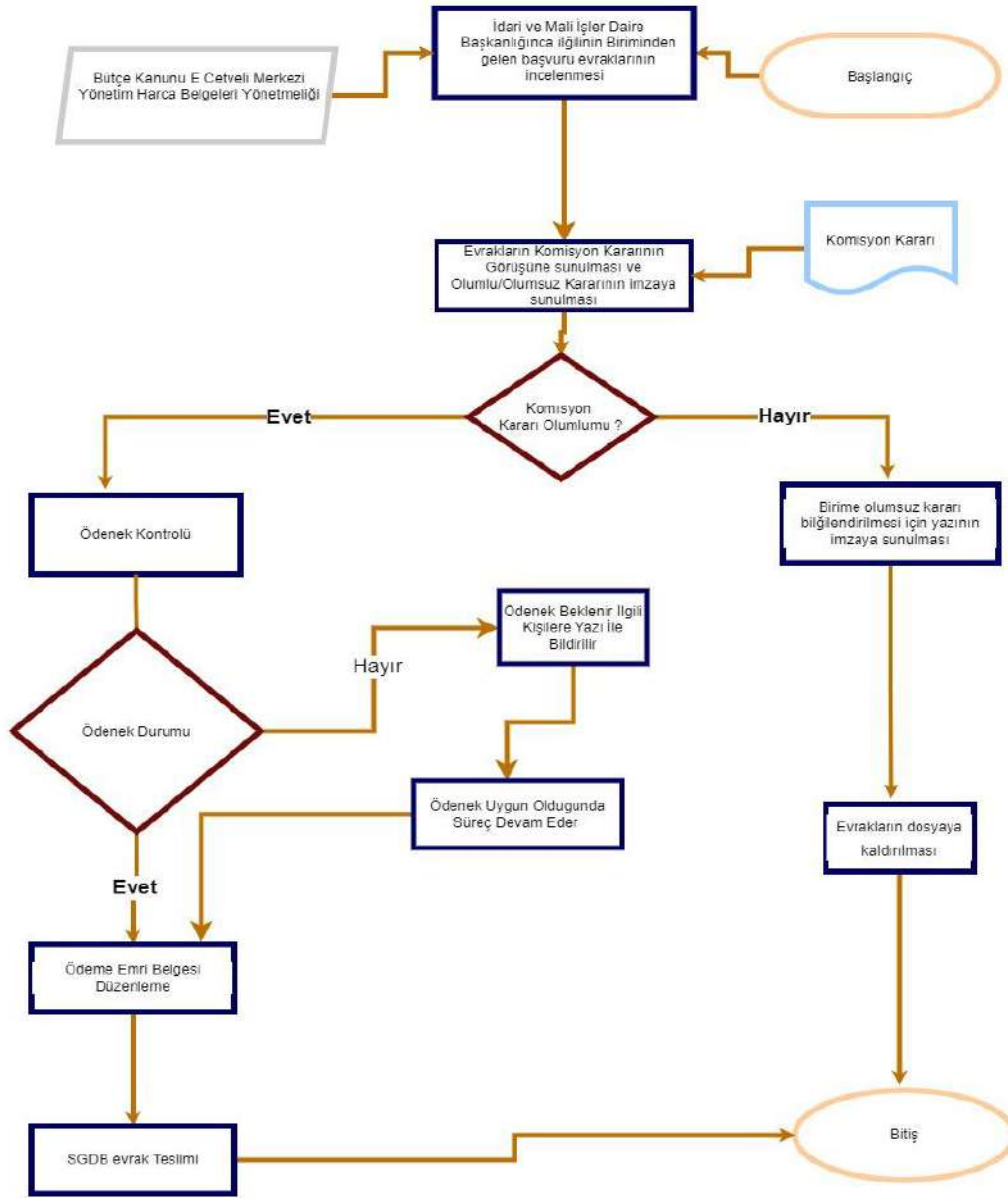 İdari ve Mali İşler Daire
Başkanlığınca ilğilinin Biriminden
gelen başvuru evraklarının
incelenmesi
Bütçe Kanunu E Cetveli Merkezi
Yönetim Harca Belgeleri Yönetmeliği
Başlangıç
Evrakların Komisyon Kararının
Görüşüne sunulması ve
Olumlu/Olumsuz Kararının imzaya
sunulması
Komisyon Kararı
Komisyon
Kararı Olumlumu ?
Evet
Hayır
Ödenek Kontrolü
Birime olumsuz kararı
bilğilendirilmesi için yazının
imzaya sunulması
Ödenek Beklenir İlgili
Kişilere Yazı İle
Bildirilir
Hayır
Ödenek Durumu
Ödenek Uygun Oldugunda
Süreç Devam Eder
Evrakların dosyaya
kaldırılması
Evet
Ödeme Emri Belgesi
Düzenleme
SGDB evrak Teslimi
Bitiş